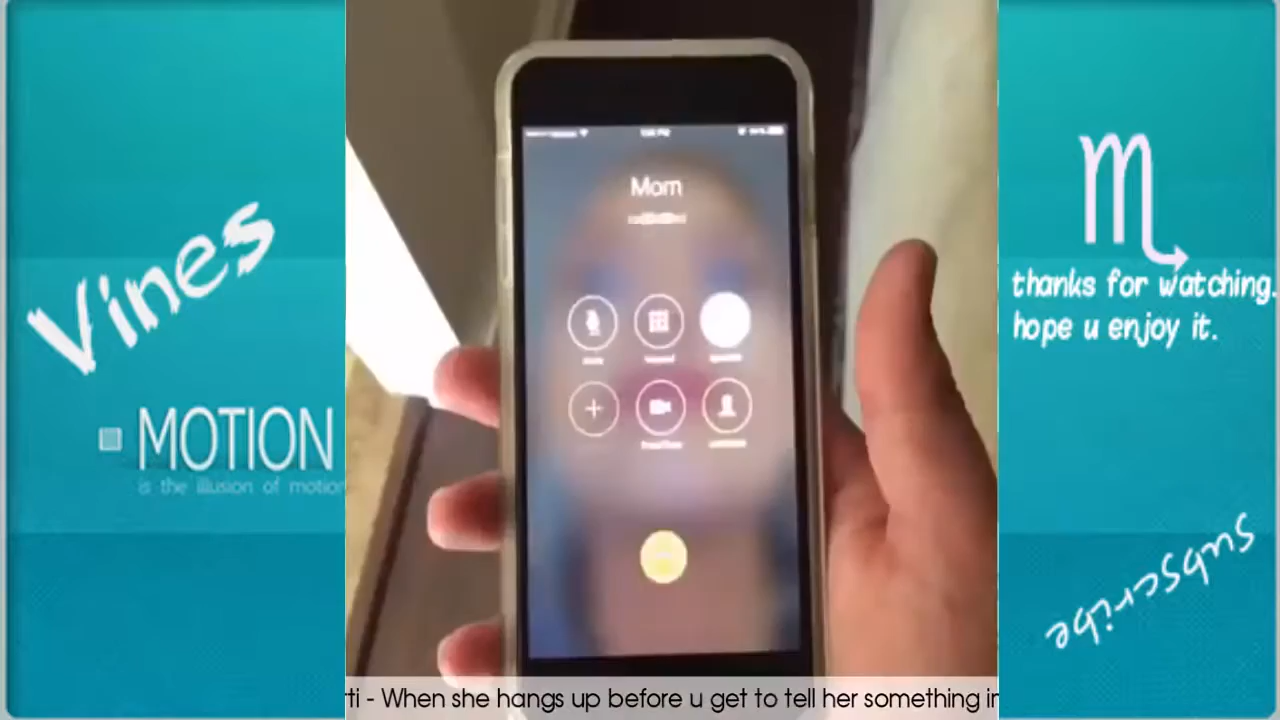 Vines
MOTION
is the illusion of motion
Mom
thanks for watching.
hope u enjoy it.
subscribe
ti - When she hangs up before u get to tell her something in